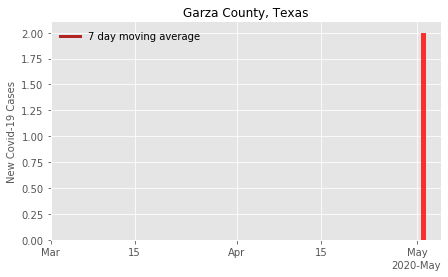 Garza County, Texas
7 day moving average
New Covid-19 Cases
2.00
1.75
1.50
1.25
1.00
0.75
0.50
0.25
0.00
Mar 15 Apr 15 May
2020-May